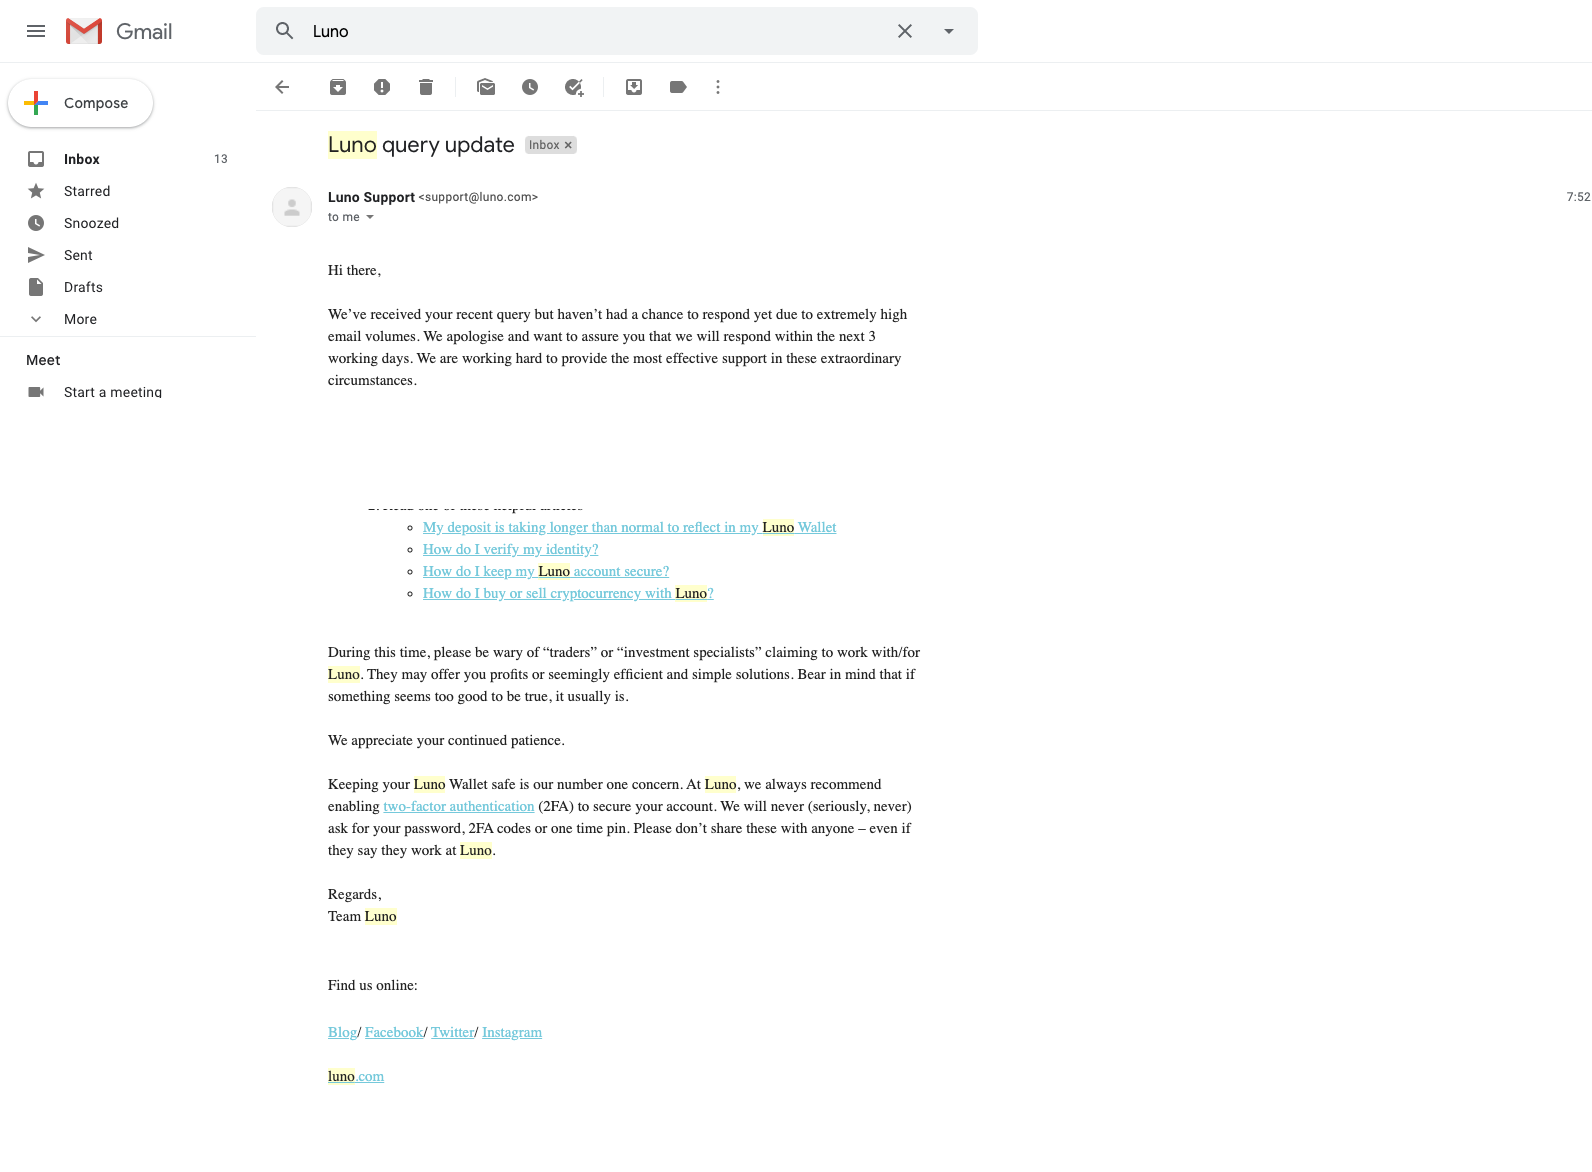 Gmail
Luno
Compose
Inbox 13
Starred
Snoozed
Sent
Drafts
More
Meet
Start a meeting
Luno query update Inbox ×
Luno Support <support@luno.com> 7:52
to me
Hi there,
We’ve received your recent query but haven’t had a chance to respond yet due to extremely high
email volumes. We apologise and want to assure you that we will respond within the next 3
working days. We are working hard to provide the most effective support in these extraordinary
circumstances.
My deposit is taking longer than normal to reflect in my Luno Wallet
How do I verify my identity?
How do I keep my Luno account secure?
How do I buy or sell cryptocurrency with Luno?
During this time, please be wary of “traders” or “investment specialists” claiming to work with/for
Luno. They may offer you profits or seemingly efficient and simple solutions. Bear in mind that if
something seems too good to be true, it usually is.
We appreciate your continued patience.
Keeping your Luno Wallet safe is our number one concern. At Luno, we always recommend
enabling two-factor authentication (2FA) to secure your account. We will never (seriously, never)
ask for your password, 2FA codes or one time pin. Please don’t share these with anyone – even if
they say they work at Luno.
Regards,
Team Luno
Find us online:
Blog/ Facebook/ Twitter/ Instagram
luno.com